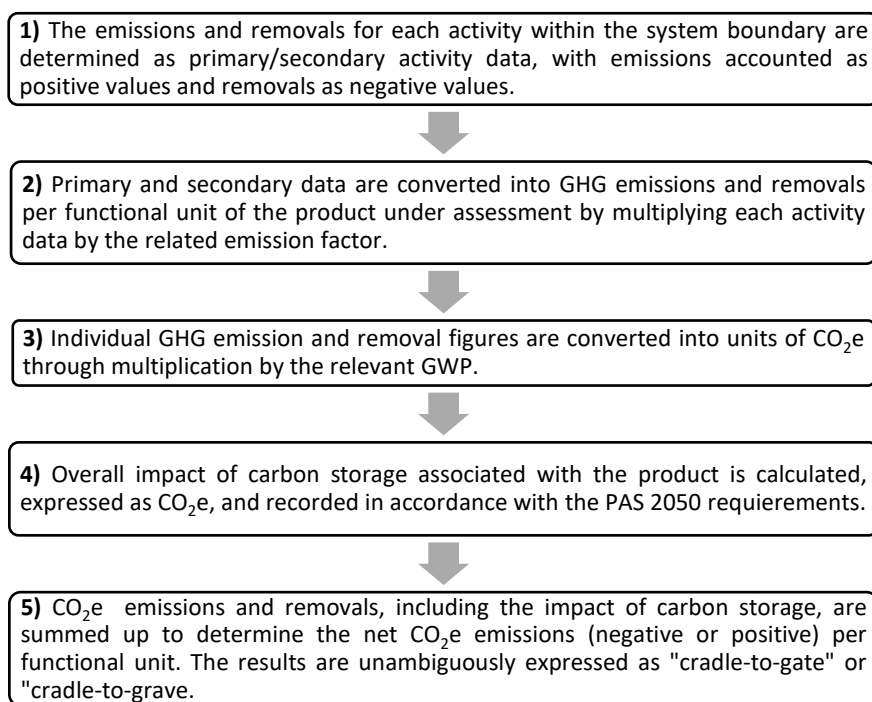 1) The emissions and removals for each activity within the system boundary are
determined as primary/secondary activity data, with emissions accounted as
positive values and removals as negative values.
2) Primary and secondary data are converted into GHG emissions and removals
per functional unit of the product under assessment by multiplying each activity
data by the related emission factor.
3) Individual GHG emission and removal figures are converted into units of CO₂e
through multiplication by the relevant GWP.
4) Overall impact of carbon storage associated with the product is calculated,
expressed as CO₂e, and recorded in accordance with the PAS 2050 requierements.
5) CO₂e emissions and removals, including the impact of carbon storage, are
summed up to determine the net CO₂e emissions (negative or positive) per
functional unit. The results are unambiguously expressed as "cradle-to-gate" or
"cradle-to-grave.